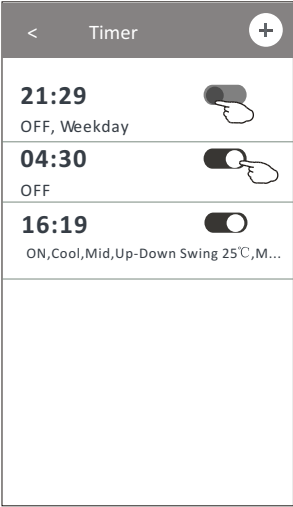 < Timer +
21:29
OFF, Weekday
04:30
OFF
16:19
ON,Cool,Mid,Up-Down Swing 25℃,M...